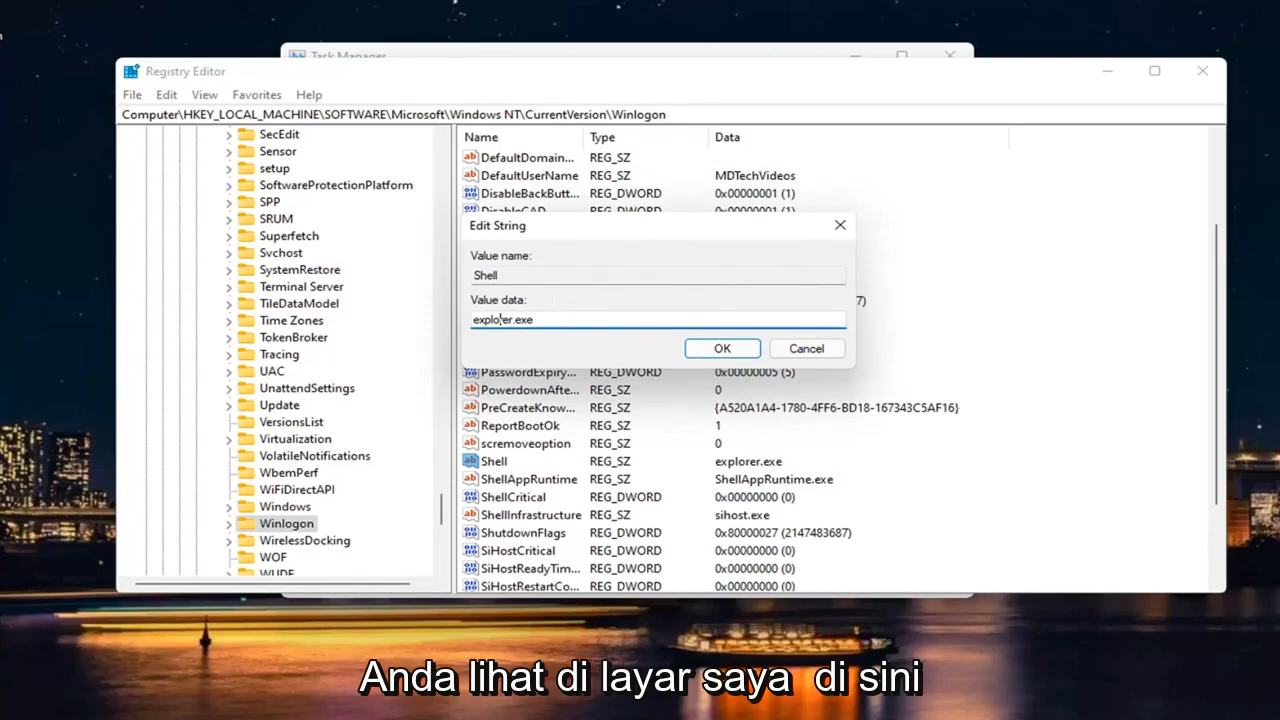 Task Manager
Registry Editor
File Edit View Favorites Help
Computer\HKEY_LOCAL_MACHINE\SOFTWARE\Microsoft\Windows NT\CurrentVersion\Winlogon
SecEdit
Sensor
setup
SoftwareProtectionPlatform
SPP
SRUM
Superfetch
Svchost
SystemRestore
Terminal Server
TileDataModel
Time Zones
TokenBroker
Tracing
UAC
UnattendSettings
Update
VersionsList
Virtualization
VolatileNotifications
WbemPerf
WiFiDirectAPI
Windows
Winlogon
WirelessDocking
WOF
WUDF
Name Type Data
DefaultDomain... REG_SZ
DefaultUserName REG_SZ MDTechVideos
DisableBackButt... REG_DWORD 0x00000001 (1)
DisableCAD REG_DWORD 0x00000001 (1)
Edit String
Value name:
Shell
Value data:
explorer.exe
OK Cancel
7)
PasswordExpiry... REG_DWORD 0x00000005 (5)
PowerdownAfte... REG_SZ 0
PreCreateKnow... REG_SZ {A520A1A4-1780-4FF6-BD18-167343C5AF16}
ReportBootOk REG_SZ 1
scremoveoption REG_SZ 0
Shell REG_SZ explorer.exe
ShellAppRuntime REG_SZ ShellAppRuntime.exe
ShellCritical REG_DWORD 0x00000000 (0)
ShellInfrastructure REG_SZ sihost.exe
ShutdownFlags REG_DWORD 0x80000027 (2147483687)
SiHostCritical REG_DWORD 0x00000000 (0)
SiHostReadyTim... REG_DWORD 0x00000000 (0)
SiHostRestartCo... REG_DWORD 0x00000000 (0)
Anda lihat di layar saya di sini